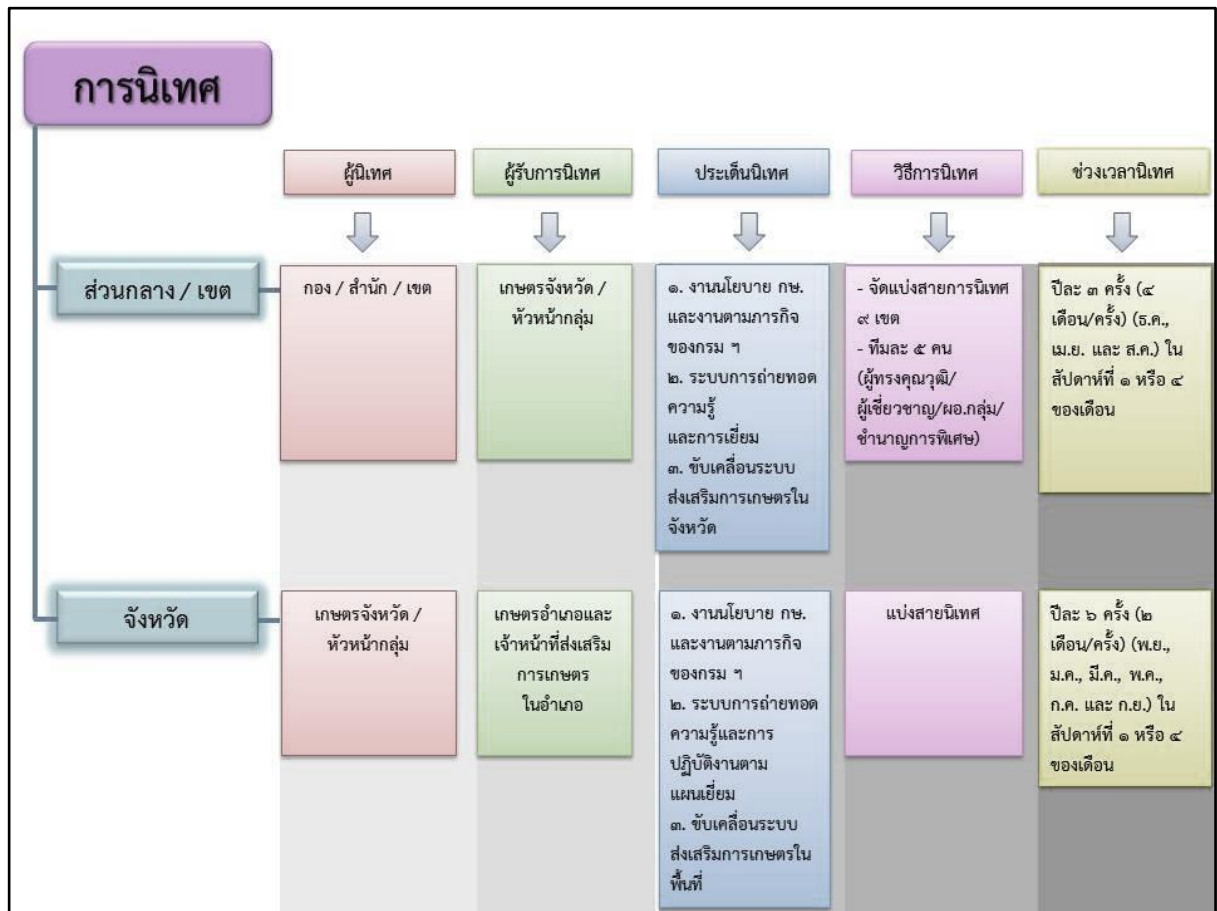 การนิเทศ
ผู้นิเทศ
ผู้รับการนิเทศ
ประเด็นนิเทศ
วิธีการนิเทศ
ช่วงเวลานิเทศ
ส่วนกลาง / เขต
กอง / สำนัก / เขต
เกษตรจังหวัด /
หัวหน้ากลุ่ม
๑. งานนโยบาย กษ.
และงานตามภารกิจ
ของกรม ฯ
๒. ระบบการถ่ายทอด
ความรู้
และการเยี่ยม
๓. ขับเคลื่อนระบบ
ส่งเสริมการเกษตรใน
จังหวัด
- จัดแบ่งสายการนิเทศ
๙ เขต
- ทีมละ ๕ คน
(ผู้ทรงคุณวุฒิ/
ผู้เชี่ยวชาญ/ผอ.กลุ่ม/
ชำนาญการพิเศษ)
ปีละ ๓ ครั้ง (๔
เดือน/ครั้ง) (ธ.ค.,
เม.ย. และ ส.ค.) ใน
สัปดาห์ที่ ๑ หรือ ๔
ของเดือน
จังหวัด
เกษตรจังหวัด /
หัวหน้ากลุ่ม
เกษตรอำเภอและ
เจ้าหน้าที่ส่งเสริม
การเกษตร
ในอำเภอ
๑. งานนโยบาย กษ.
และงานตามภารกิจ
ของกรม ฯ
๒. ระบบการถ่ายทอด
ความรู้และการ
ปฏิบัติงานตาม
แผนเยี่ยม
๓. ขับเคลื่อนระบบ
ส่งเสริมการเกษตรใน
พื้นที่
แบ่งสายนิเทศ
ปีละ ๖ ครั้ง (๒
เดือน/ครั้ง) (พ.ย.,
ม.ค., มี.ค., พ.ค.,
ก.ค. และ ก.ย.) ใน
สัปดาห์ที่ ๑ หรือ ๔
ของเดือน